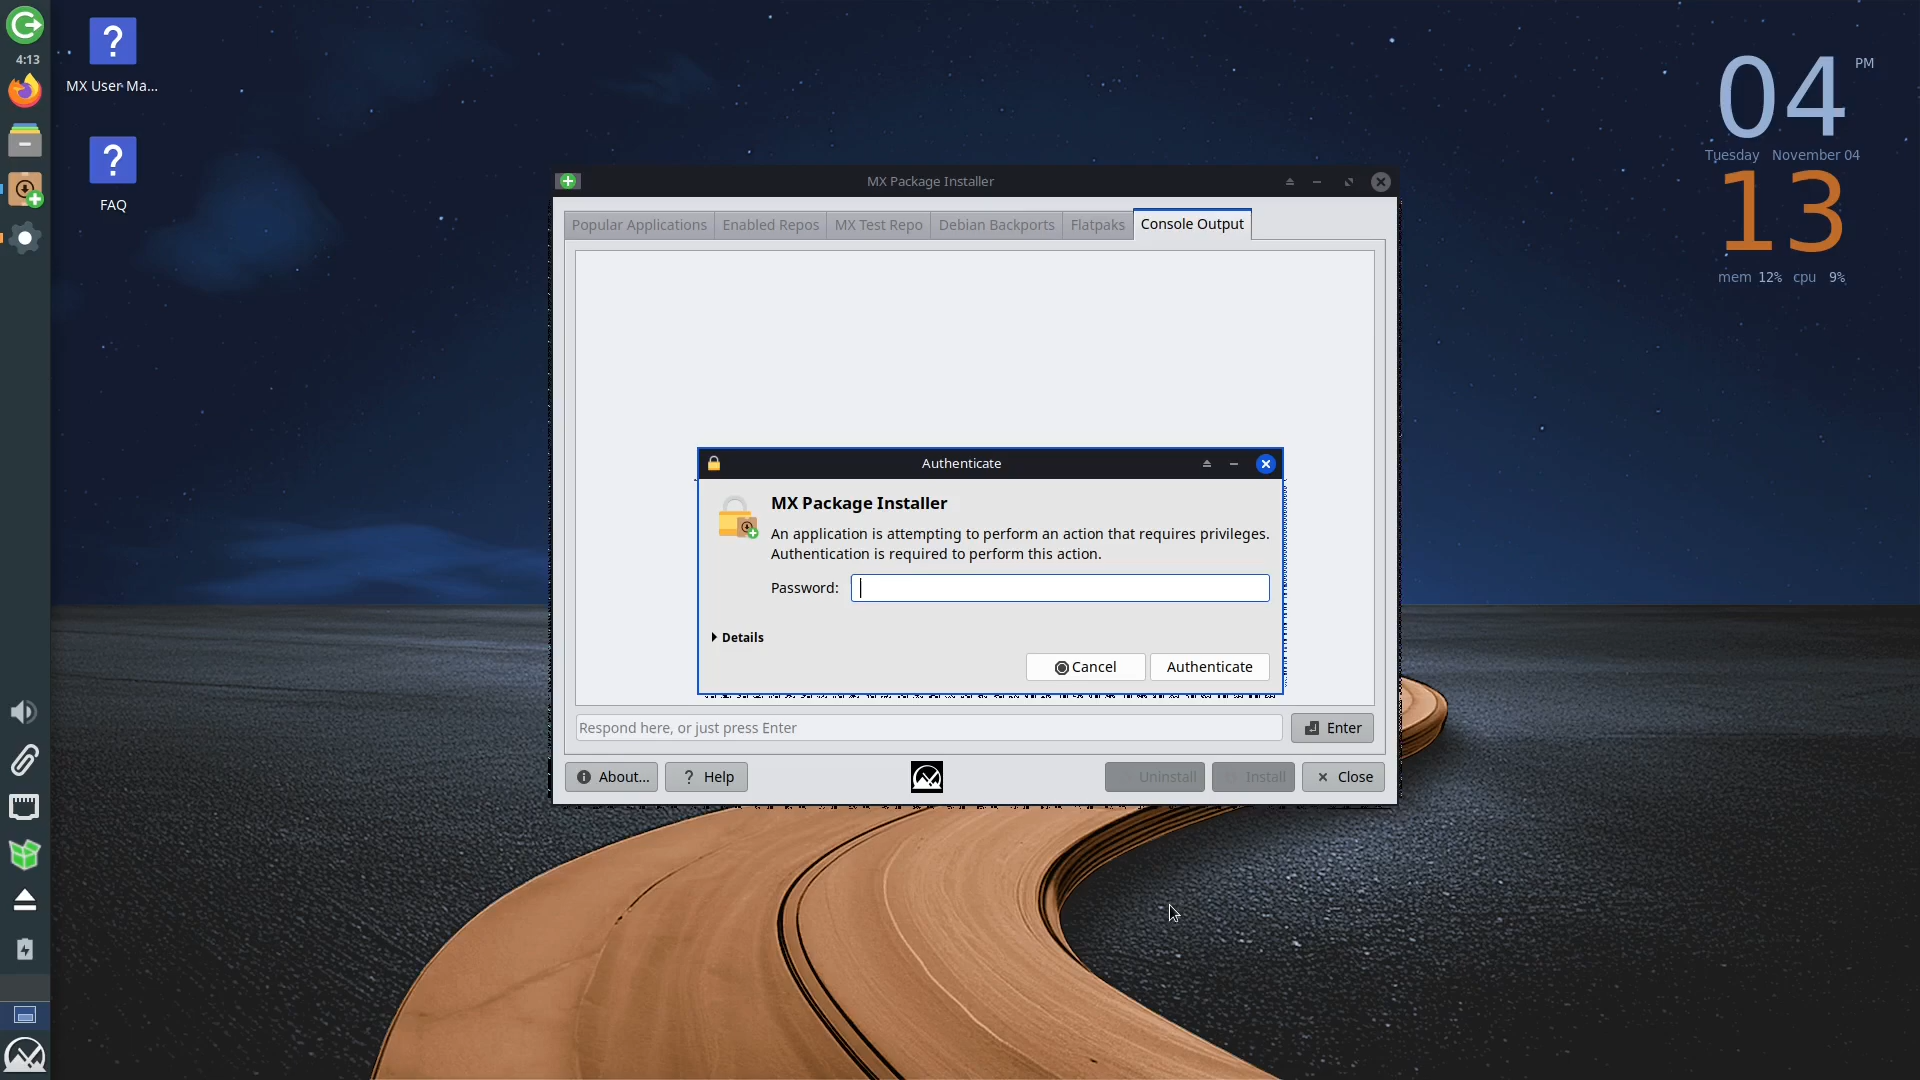 4:13
MX User Ma...
FAQ
04 PM
Tuesday November 04
13
mem 12% cpu 9%
MX Package Installer
Popular Applications Enabled Repos MX Test Repo Debian Backports Flatpaks Console Output
Authenticate
MX Package Installer
An application is attempting to perform an action that requires privileges.
Authentication is required to perform this action.
Password:
Details
Cancel Authenticate
Respond here, or just press Enter Enter
About... Help Uninstall Install Close